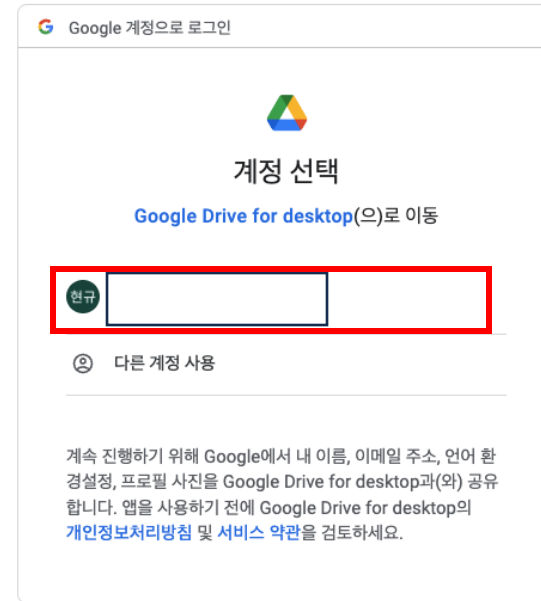 Google 계정으로 로그인
계정 선택
Google Drive for desktop(으)로 이동
현규
다른 계정 사용
계속 진행하기 위해 Google에서 내 이름, 이메일 주소, 언어 환
경설정, 프로필 사진을 Google Drive for desktop과(와) 공유
합니다. 앱을 사용하기 전에 Google Drive for desktop의
개인정보처리방침 및 서비스 약관을 검토하세요.